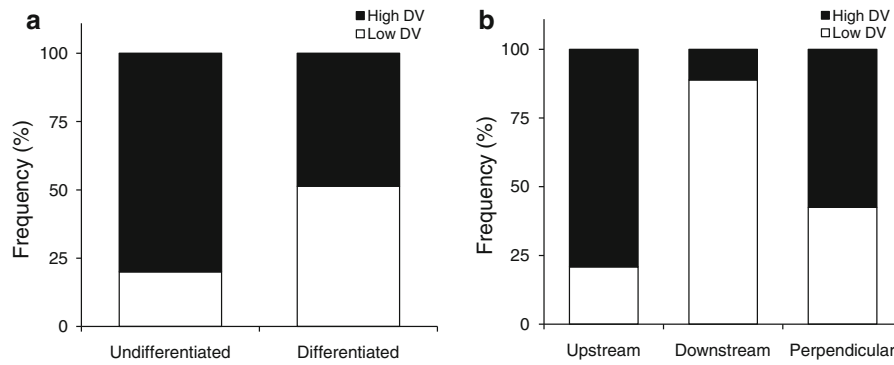 a
High DV
Low DV
100
75
50
25
0
Frequency (%)
Undifferentiated Differentiated
b
High DV
Low DV
100
75
50
25
0
Frequency (%)
Upstream Downstream Perpendicular